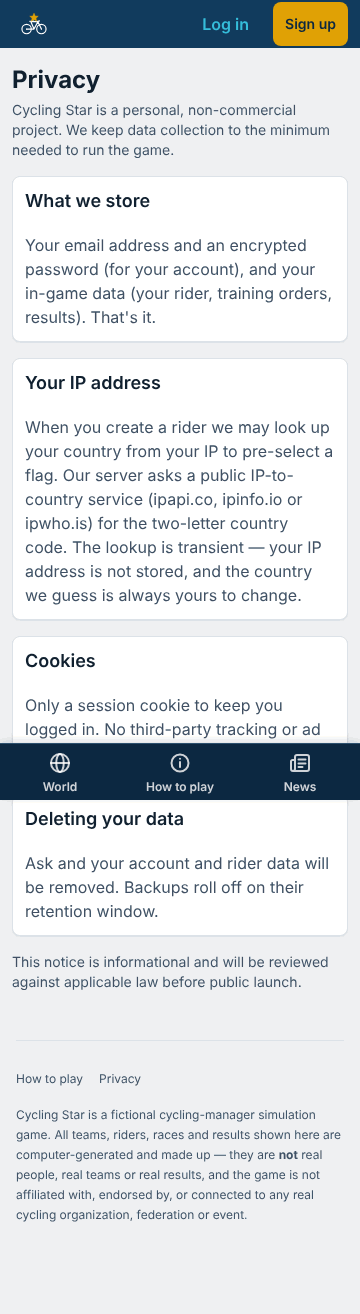 Log in
Sign up
Privacy
Cycling Star is a personal, non-commercial
project. We keep data collection to the minimum
needed to run the game.
What we store
Your email address and an encrypted
password (for your account), and your
in-game data (your rider, training orders,
results). That's it.
Your IP address
When you create a rider we may look up
your country from your IP to pre-select a
flag. Our server asks a public IP-to-
country service (ipapi.co, ipinfo.io or
ipwho.is) for the two-letter country
code. The lookup is transient — your IP
address is not stored, and the country
we guess is always yours to change.
Cookies
Only a session cookie to keep you
logged in. No third-party tracking or ad
World
How to play
News
Deleting your data
Ask and your account and rider data will
be removed. Backups roll off on their
retention window.
This notice is informational and will be reviewed
against applicable law before public launch.
How to play
Privacy
Cycling Star is a fictional cycling-manager simulation
game. All teams, riders, races and results shown here are
computer-generated and made up — they are not real
people, real teams or real results, and the game is not
affiliated with, endorsed by, or connected to any real
cycling organization, federation or event.